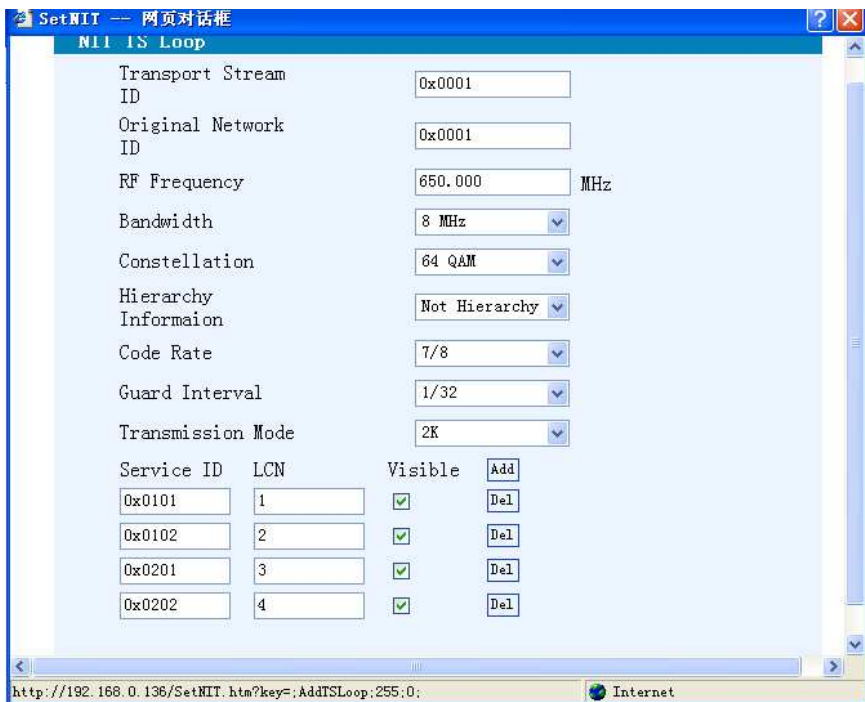 SetNIT -- 网页对话框
NIT TS Loop
Transport Stream
ID
0x0001
Original Network
ID
0x0001
RF Frequency 650.000 MHz
Bandwidth 8 MHz
Constellation 64 QAM
Hierarchy
Informaion
Not Hierarchy
Code Rate 7/8
Guard Interval 1/32
Transmission Mode 2K
Service ID LCN Visible Add
0x0101 1 Del
0x0102 2 Del
0x0201 3 Del
0x0202 4 Del
http://192.168.0.136/SetNIT.htm?key=;AddTSLoop;255;0; Internet